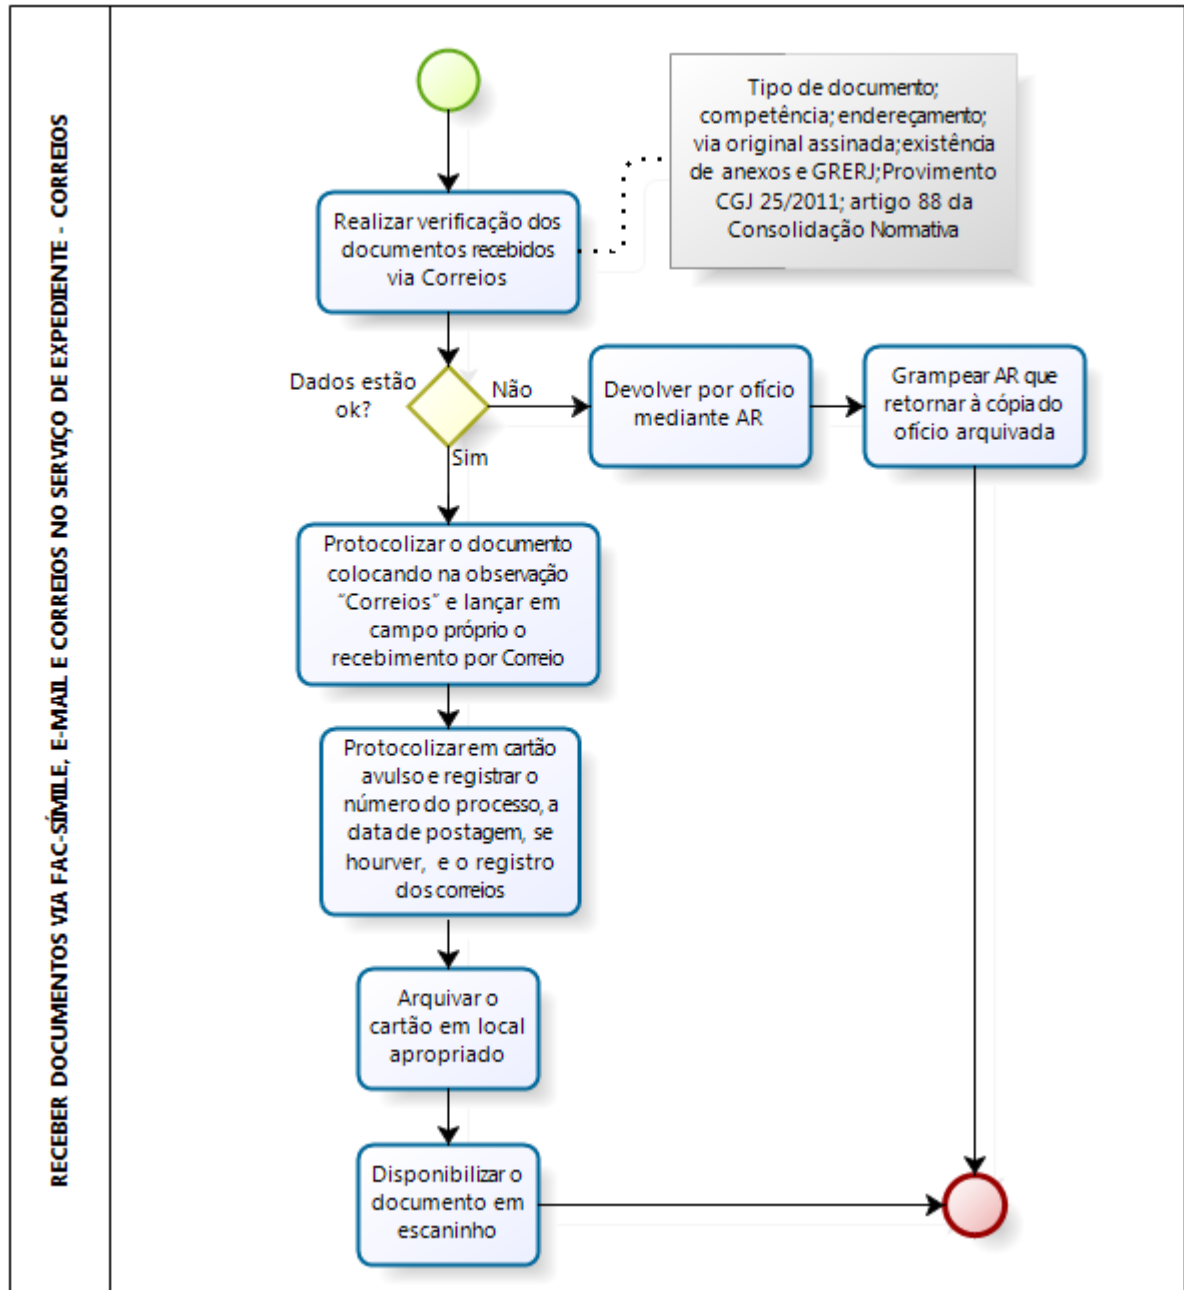 RECEBER DOCUMENTOS VIA FAC-SÍMILE, E-MAIL E CORREIOS NO SERVIÇO DE EXPEDIENTE - CORREIOS
Tipo de documento;
competência; endereçamento;
via original assinada; existência
de anexos e GRERJ; Provimento
CGJ 25/2011; artigo 88 da
Consolidação Normativa
Realizar verificação dos
documentos recebidos
via Correios
Dados estão
ok?
Não
Sim
Devolver por ofício
mediante AR
Grampear AR que
retornar à cópia do
ofício arquivada
Protocolizar o documento
colocando na observação
“Correios” e lançar em
campo próprio o
recebimento por Correio
Protocolizar em cartão
avulso e registrar o
número do processo, a
data de postagem, se
hourver, e o registro
dos correios
Arquivar o
cartão em local
apropriado
Disponibilizar o
documento em
escaninho